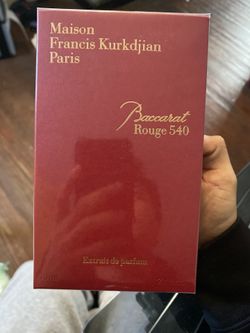 Maison
Francis Kurkdjian
Paris
Baccarat
Rouge 540
Extrait de parfum